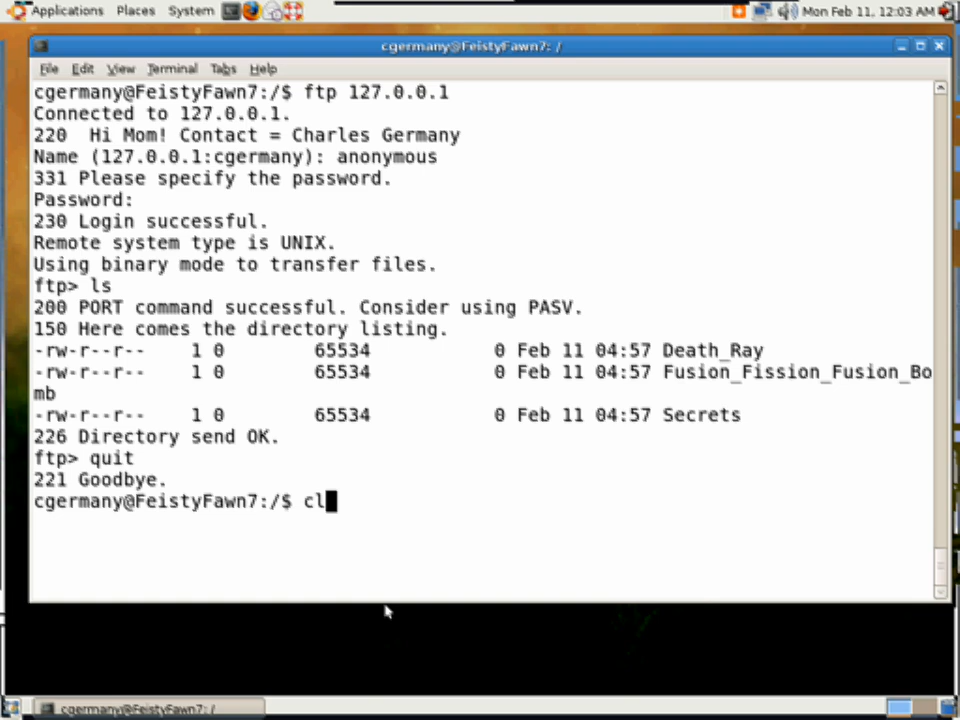 Applications Places System Mon Feb 11, 12:03 AM
cgermany@FeistyFawn7: /
File Edit View Terminal Tabs Help
cgermany@FeistyFawn7:/$ ftp 127.0.0.1
Connected to 127.0.0.1.
220  Hi Mom! Contact = Charles Germany
Name (127.0.0.1:cgermany): anonymous
331 Please specify the password.
Password:
230 Login successful.
Remote system type is UNIX.
Using binary mode to transfer files.
ftp> ls
200 PORT command successful. Consider using PASV.
150 Here comes the directory listing.
-rw-r--r--    1 0        65534           0 Feb 11 04:57 Death_Ray
-rw-r--r--    1 0        65534           0 Feb 11 04:57 Fusion_Fission_Fusion_Bo
mb
-rw-r--r--    1 0        65534           0 Feb 11 04:57 Secrets
226 Directory send OK.
ftp> quit
221 Goodbye.
cgermany@FeistyFawn7:/$ cl
cgermany@FeistyFawn7: /